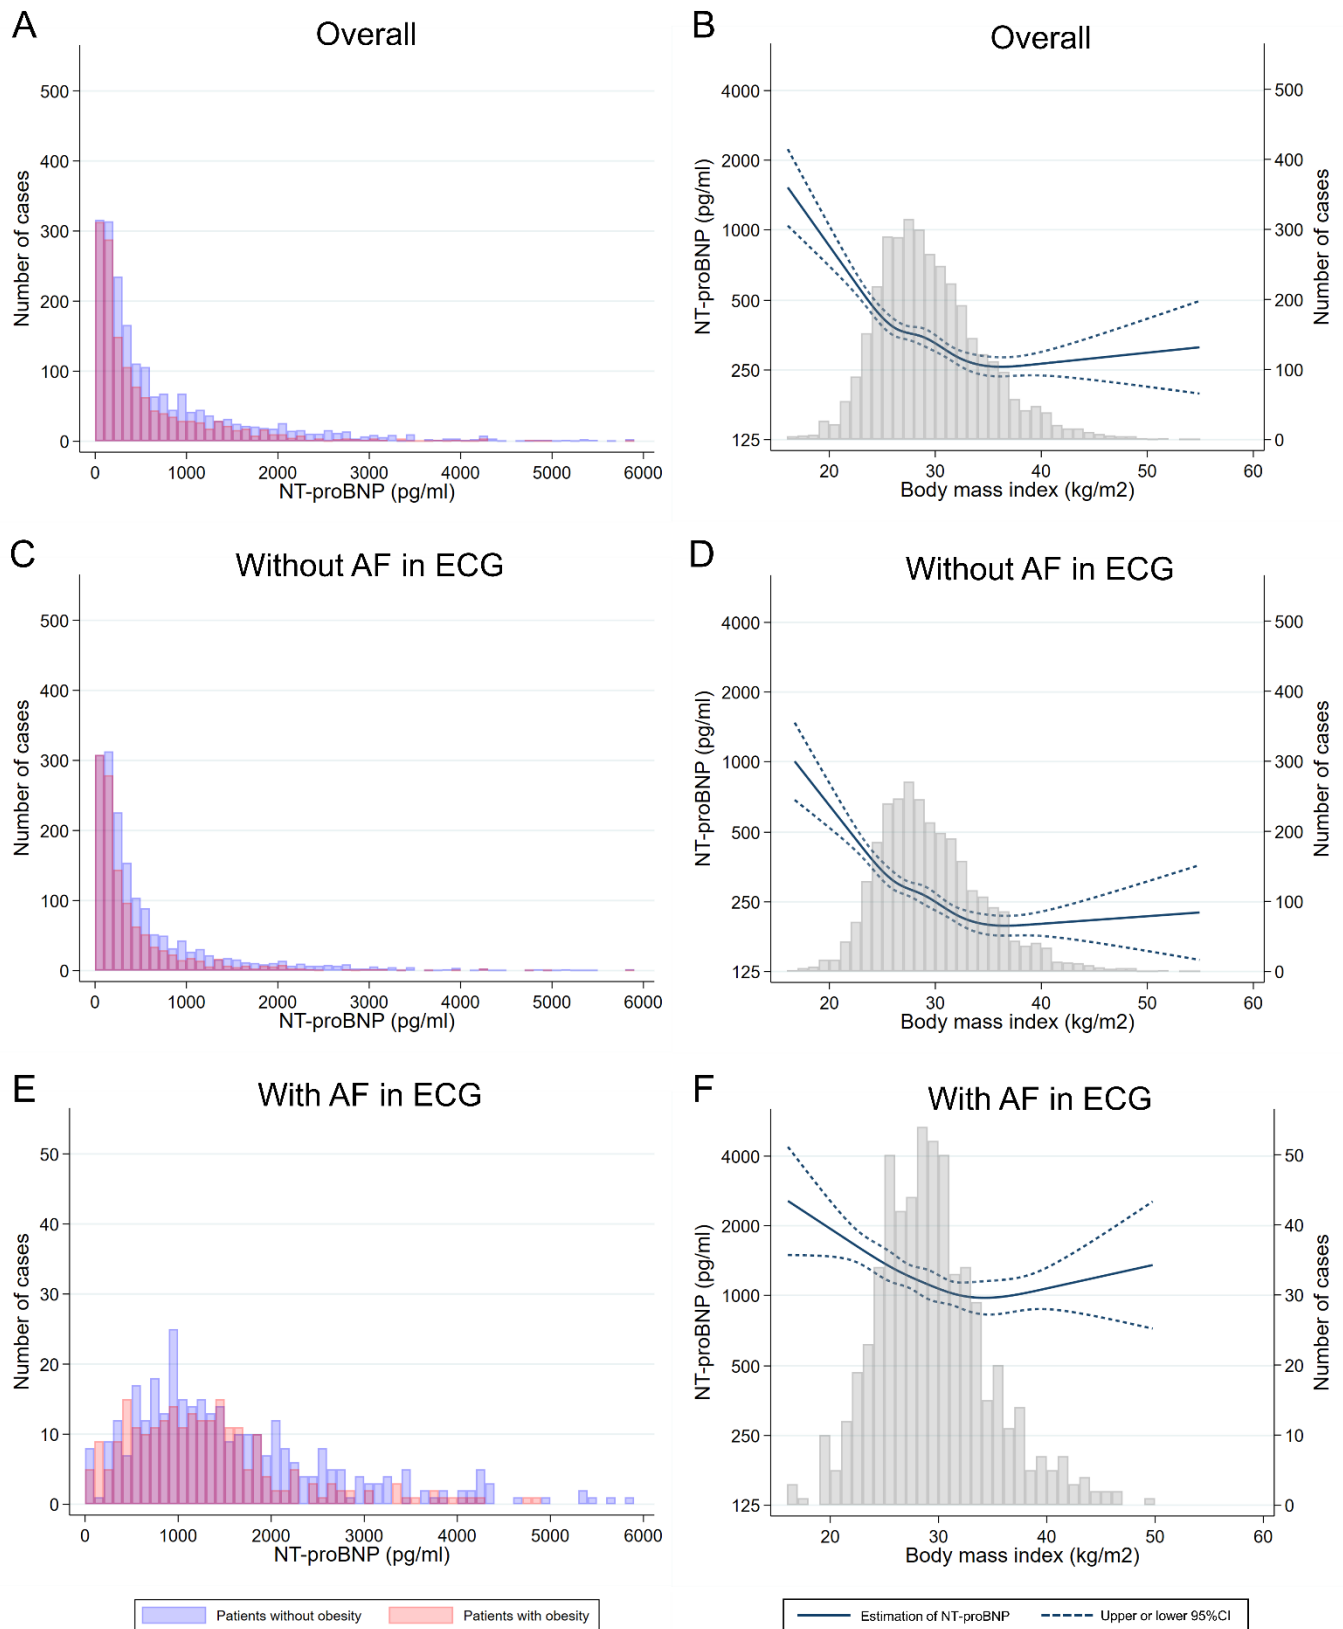 A
Overall
Number of cases
500
400
300
200
100
0
0 1000 2000 3000 4000 5000 6000
NT-proBNP (pg/ml)
B
Overall
NT-proBNP (pg/ml)
4000
2000
1000
500
250
125
500
400
300
200
100
0
Number of cases
20 30 40 50 60
Body mass index (kg/m2)
C
Without AF in ECG
Number of cases
500
400
300
200
100
0
0 1000 2000 3000 4000 5000 6000
NT-proBNP (pg/ml)
D
Without AF in ECG
NT-proBNP (pg/ml)
4000
2000
1000
500
250
125
500
400
300
200
100
0
Number of cases
20 30 40 50 60
Body mass index (kg/m2)
E
With AF in ECG
Number of cases
50
40
30
20
10
0
0 1000 2000 3000 4000 5000 6000
NT-proBNP (pg/ml)
F
With AF in ECG
NT-proBNP (pg/ml)
4000
2000
1000
500
250
125
50
40
30
20
10
0
Number of cases
20 30 40 50 60
Body mass index (kg/m2)
Patients without obesity Patients with obesity
Estimation of NT-proBNP Upper or lower 95%CI